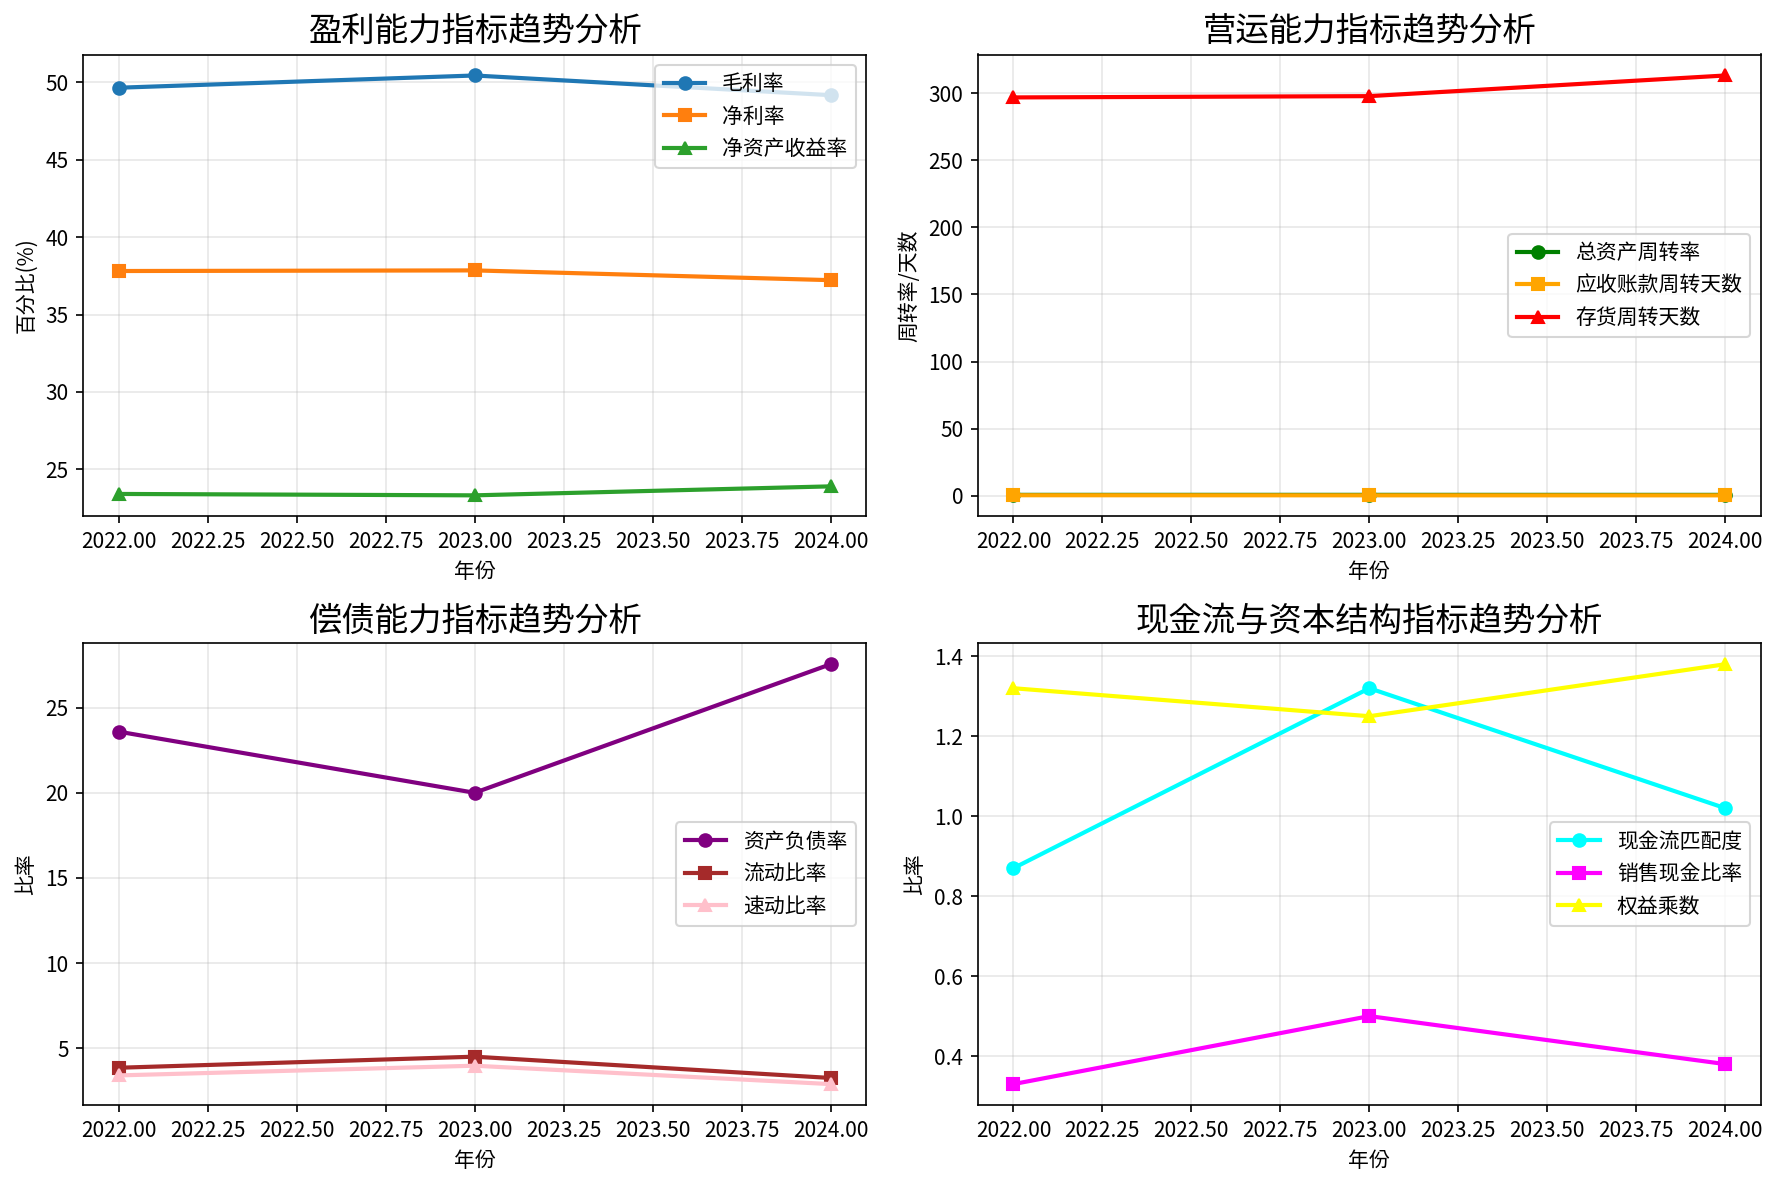 盈利能力指标趋势分析
50
45
40
35
30
25
百分比(%)
毛利率
净利率
净资产收益率
2022.00 2022.25 2022.50 2022.75 2023.00 2023.25 2023.50 2023.75 2024.00
年份
营运能力指标趋势分析
300
250
200
150
100
50
0
周转率/天数
总资产周转率
应收账款周转天数
存货周转天数
2022.00 2022.25 2022.50 2022.75 2023.00 2023.25 2023.50 2023.75 2024.00
年份
偿债能力指标趋势分析
25
20
15
10
5
比率
资产负债率
流动比率
速动比率
2022.00 2022.25 2022.50 2022.75 2023.00 2023.25 2023.50 2023.75 2024.00
年份
现金流与资本结构指标趋势分析
1.4
1.2
1.0
0.8
0.6
0.4
比率
现金流匹配度
销售现金比率
权益乘数
2022.00 2022.25 2022.50 2022.75 2023.00 2023.25 2023.50 2023.75 2024.00
年份